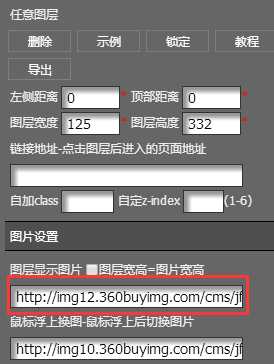 任意图层
删除 示例 锁定 教程
导出
左侧距离 0 * 顶部距离 0 *
图层宽度 125 * 图层高度 332 *
链接地址-点击图层后进入的页面地址
自加class 自定z-index (1-6)
图片设置
图层显示图片 图层宽高=图片宽高
http://img12.360buyimg.com/cms/jf
鼠标浮上换图-鼠标浮上后切换图片
http://img10.360buyimg.com/cms/jf